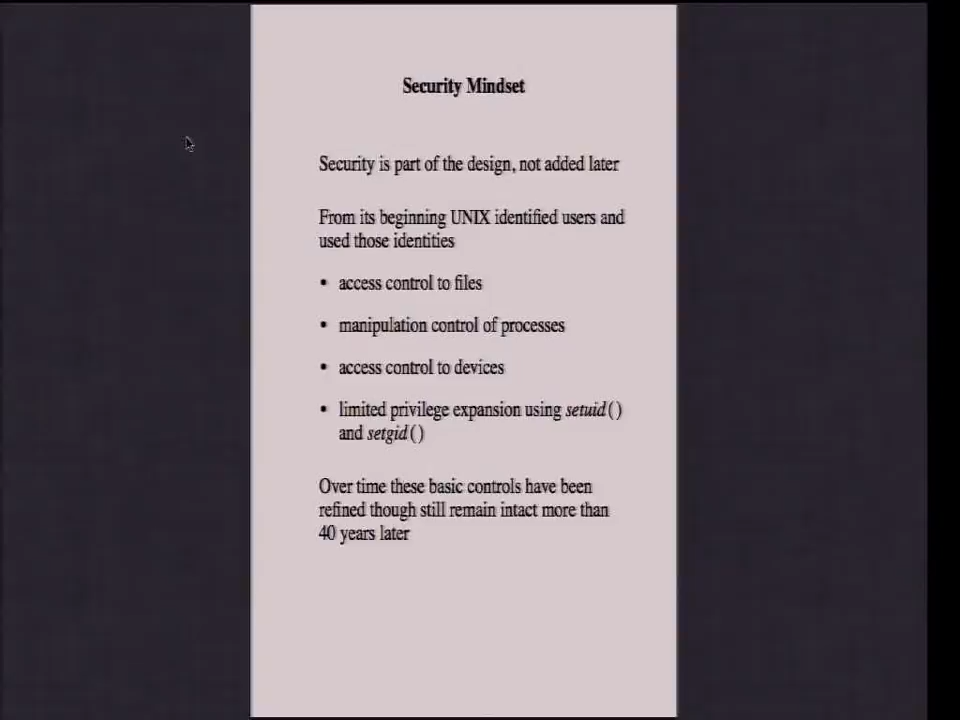 Security Mindset
Security is part of the design, not added later
From its beginning UNIX identified users and
used those identities
• access control to files
• manipulation control of processes
• access control to devices
• limited privilege expansion using setuid()
and setgid()
Over time these basic controls have been
refined though still remain intact more than
40 years later